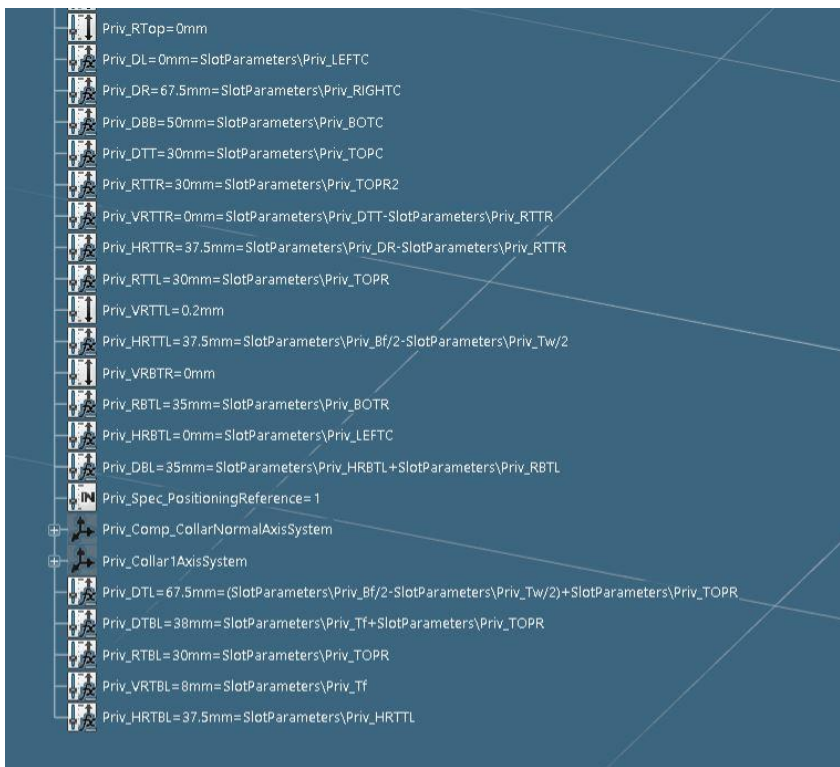 Priv_RTop=0mm
Priv_DL=0mm=SlotParameters\Priv_LEFTC
Priv_DR=67.5mm=SlotParameters\Priv_RIGHTC
Priv_DBB=50mm=SlotParameters\Priv_BOTC
Priv_DTT=30mm=SlotParameters\Priv_TOPC
Priv_RTTR=30mm=SlotParameters\Priv_TOPR2
Priv_VRTTR=0mm=SlotParameters\Priv_DTT-SlotParameters\Priv_RTTR
Priv_HRTTR=37.5mm=SlotParameters\Priv_DR-SlotParameters\Priv_RTTR
Priv_RTTL=30mm=SlotParameters\Priv_TOPR
Priv_VRTTL=0.2mm
Priv_HRTTL=37.5mm=SlotParameters\Priv_Bf/2-SlotParameters\Priv_Tw/2
Priv_VRBTR=0mm
Priv_RBTL=35mm=SlotParameters\Priv_BOTR
Priv_HRBTL=0mm=SlotParameters\Priv_LEFTC
Priv_DBL=35mm=SlotParameters\Priv_HRBTL+SlotParameters\Priv_RBTL
Priv_Spec_PositioningReference=1
Priv_Comp_CollarNormalAxisSystem
Priv_Collar1AxisSystem
Priv_DTL=67.5mm=(SlotParameters\Priv_Bf/2-SlotParameters\Priv_Tw/2)+SlotParameters\Priv_TOPR
Priv_DTBL=38mm=SlotParameters\Priv_Tf+SlotParameters\Priv_TOPR
Priv_RTBL=30mm=SlotParameters\Priv_TOPR
Priv_VRTBL=8mm=SlotParameters\Priv_Tf
Priv_HRTBL=37.5mm=SlotParameters\Priv_HRTTL